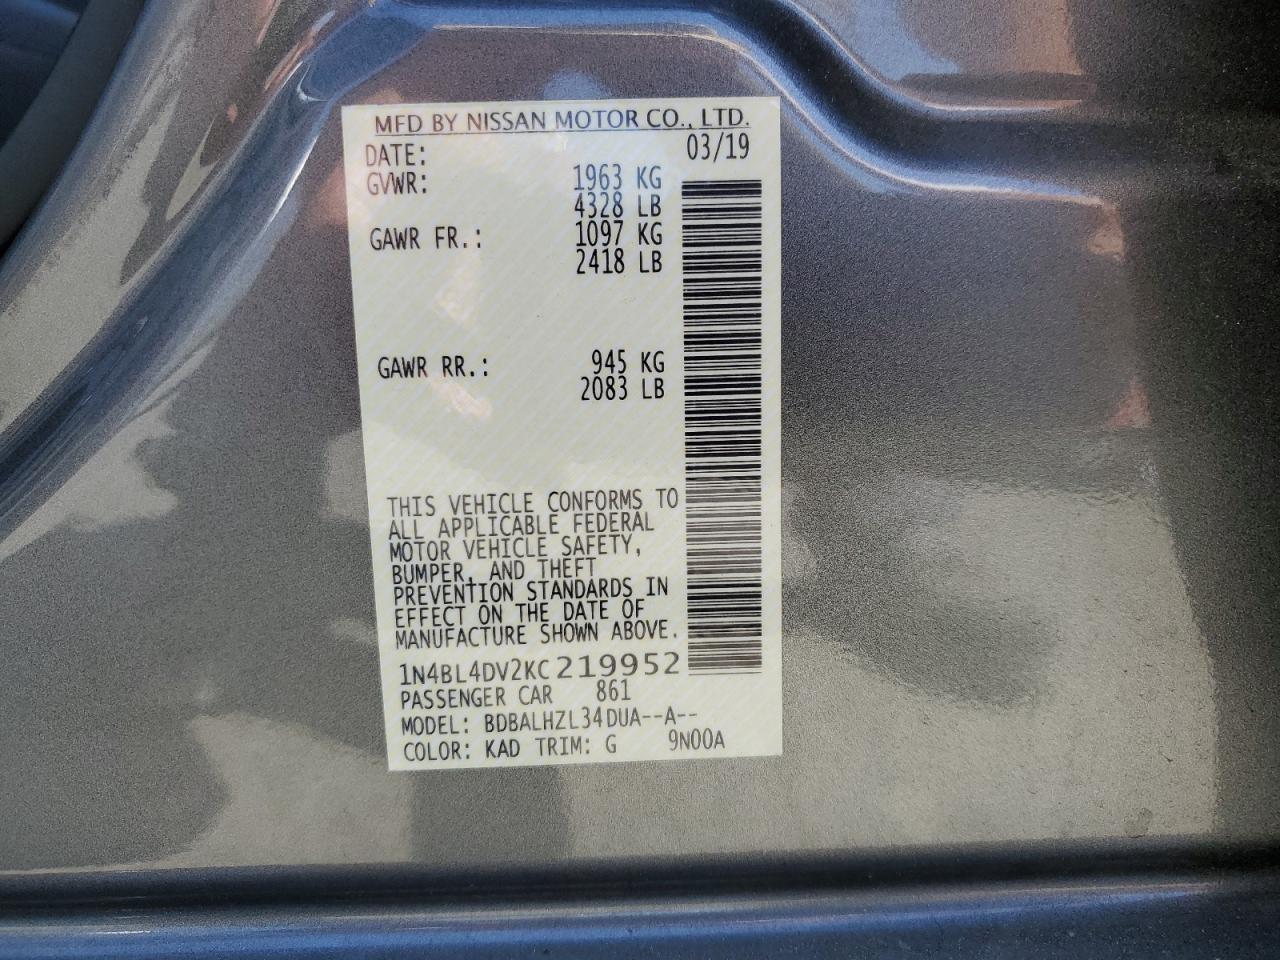 MFD BY NISSAN MOTOR CO., LTD.
DATE: 03/19
GVWR: 1963 KG
4328 LB
GAWR FR.: 1097 KG
2418 LB
GAWR RR.: 945 KG
2083 LB
THIS VEHICLE CONFORMS TO
ALL APPLICABLE FEDERAL
MOTOR VEHICLE SAFETY,
BUMPER, AND THEFT
PREVENTION STANDARDS IN
EFFECT ON THE DATE OF
MANUFACTURE SHOWN ABOVE.
1N4BL4DV2KC219952
PASSENGER CAR 861
MODEL: BDBALHZL34DUA--A--
COLOR: KAD TRIM: G 9N00A